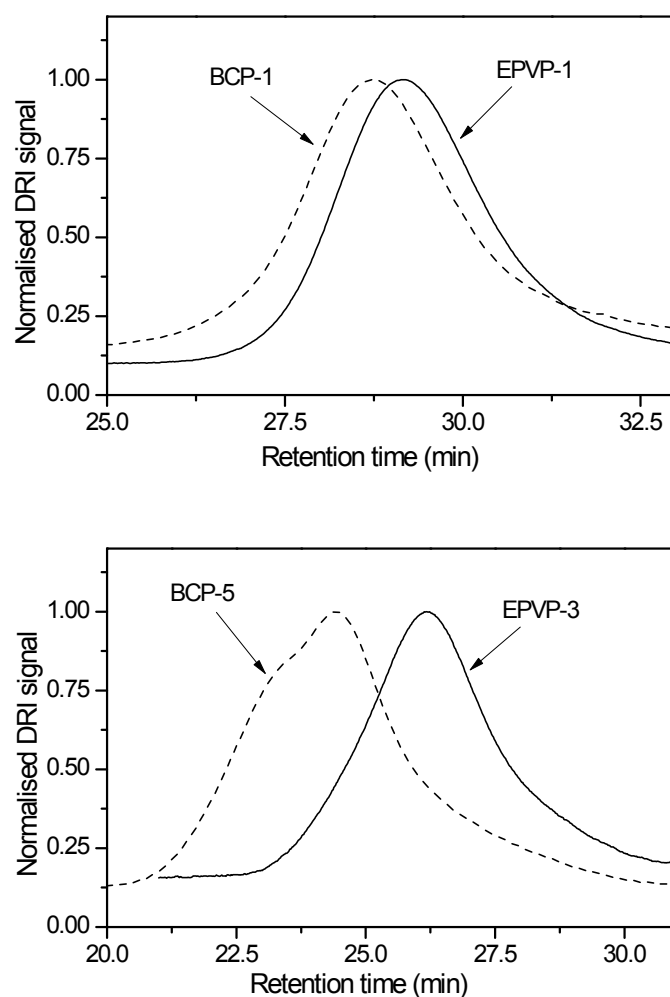 BCP-1
EPVP-1
1.00
0.75
0.50
0.25
0.00
Normalised DRI signal
25.0 27.5 30.0 32.5
Retention time (min)
BCP-5
EPVP-3
1.00
0.75
0.50
0.25
0.00
Normalised DRI signal
20.0 22.5 25.0 27.5 30.0
Retention time (min)